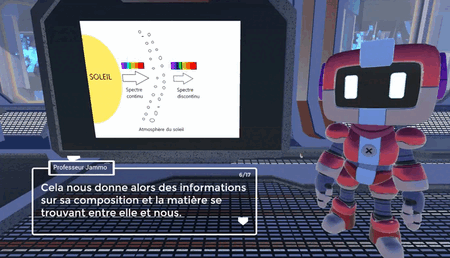 SOLEIL
Spectre
continu
Spectre
discontinu
Atmosphère du soleil
Professeur Jammo
6/17
Cela nous donne alors des informations
sur sa composition et la matière se
trouvant entre elle et nous.